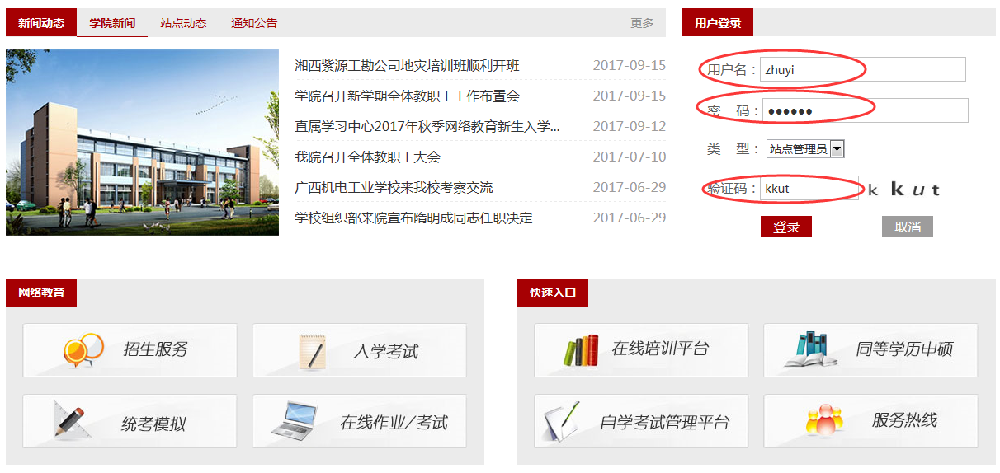 新闻动态 学院新闻 站点动态 通知公告 更多
湘西紫源工勘公司地灾培训班顺利开班 2017-09-15
学院召开新学期全体教职工工作布置会 2017-09-15
直属学习中心2017年秋季网络教育新生入学... 2017-09-12
我院召开全体教职工大会 2017-07-10
广西机电工业学校来我校考察交流 2017-06-29
学校组织部来院宣布隋明成同志任职决定 2017-06-29
用户登录
用户名： zhuyi
密 码： ●●●●●●
类 型： 站点管理员
验证码： kkut k k u t
登录 取消
网络教育
招生服务 入学考试
统考模拟 在线作业/考试
快速入口
在线培训平台 同等学历申硕
自学考试管理平台 服务热线